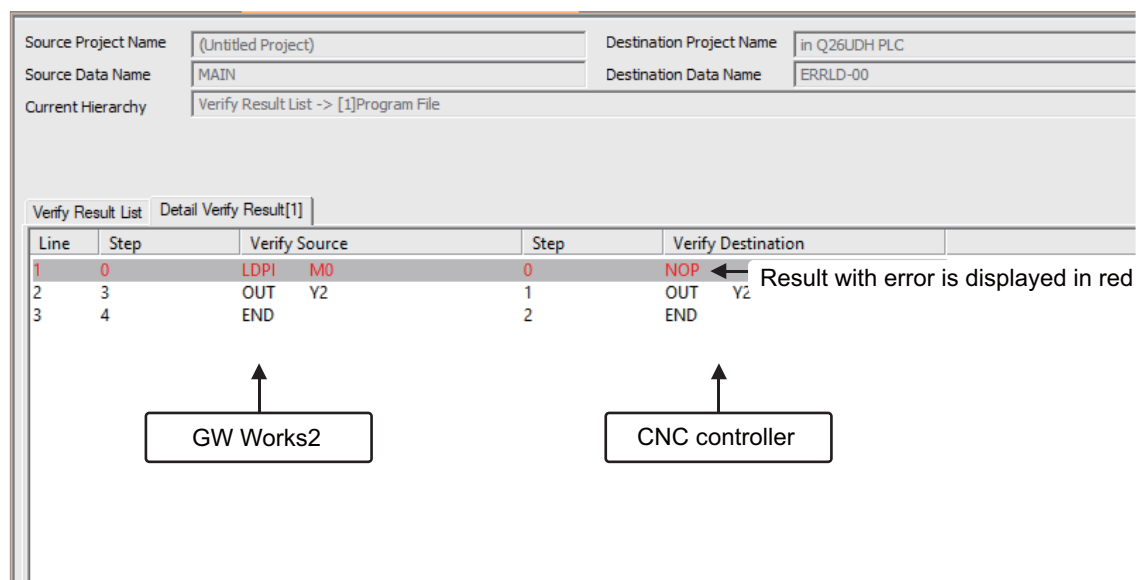 Source Project Name (Untitled Project) Destination Project Name in Q26UDH PLC
Source Data Name MAIN Destination Data Name ERRLD-00
Current Hierarchy Verify Result List -> [1]Program File
Verify Result List Detail Verify Result[1]
Line Step Verify Source Step Verify Destination
1 0 LDPI M0 0 NOP Result with error is displayed in red
2 3 OUT Y2 1 OUT Y2
3 4 END 2 END
GW Works2 CNC controller